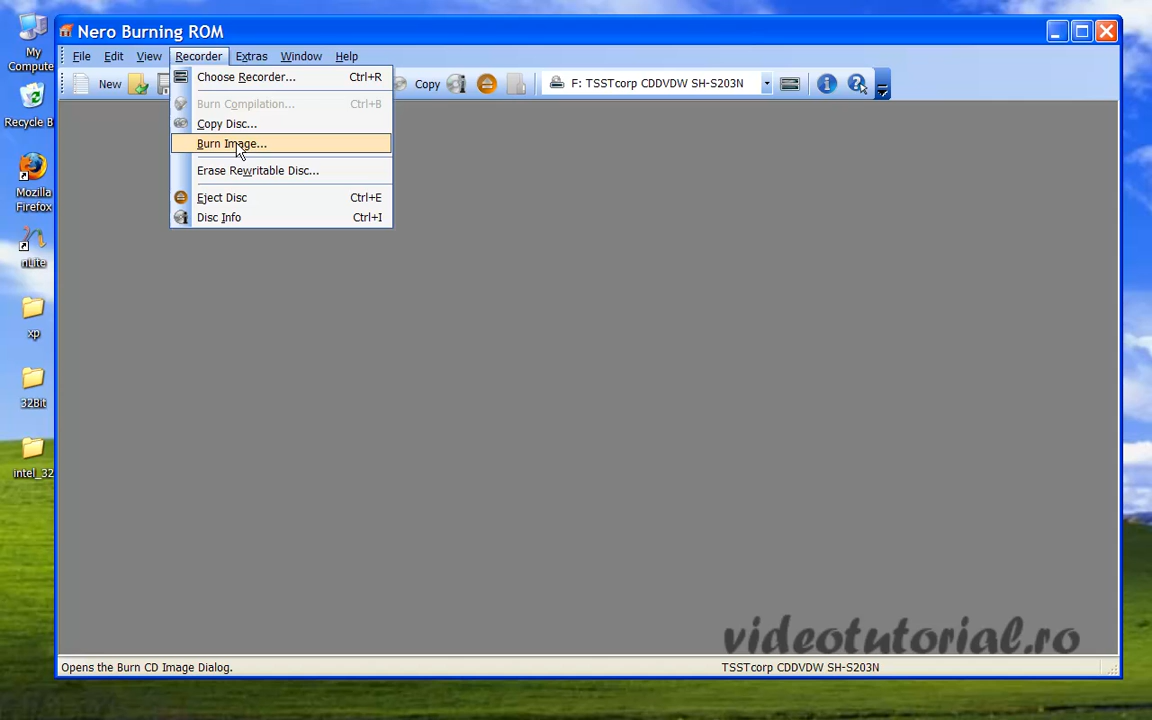 Nero Burning ROM
File Edit View Recorder Extras Window Help
New Copy F: TSSTcorp CDDVDW SH-S203N
Choose Recorder... Ctrl+R
Burn Compilation... Ctrl+B
Copy Disc...
Burn Image...
Erase Rewritable Disc...
Eject Disc Ctrl+E
Disc Info Ctrl+I
My
Compute
Recycle B
Mozilla
Firefox
nLite
xp
32Bit
intel_32
videotutorial.ro
Opens the Burn CD Image Dialog. TSSTcorp CDDVDW SH-S203N